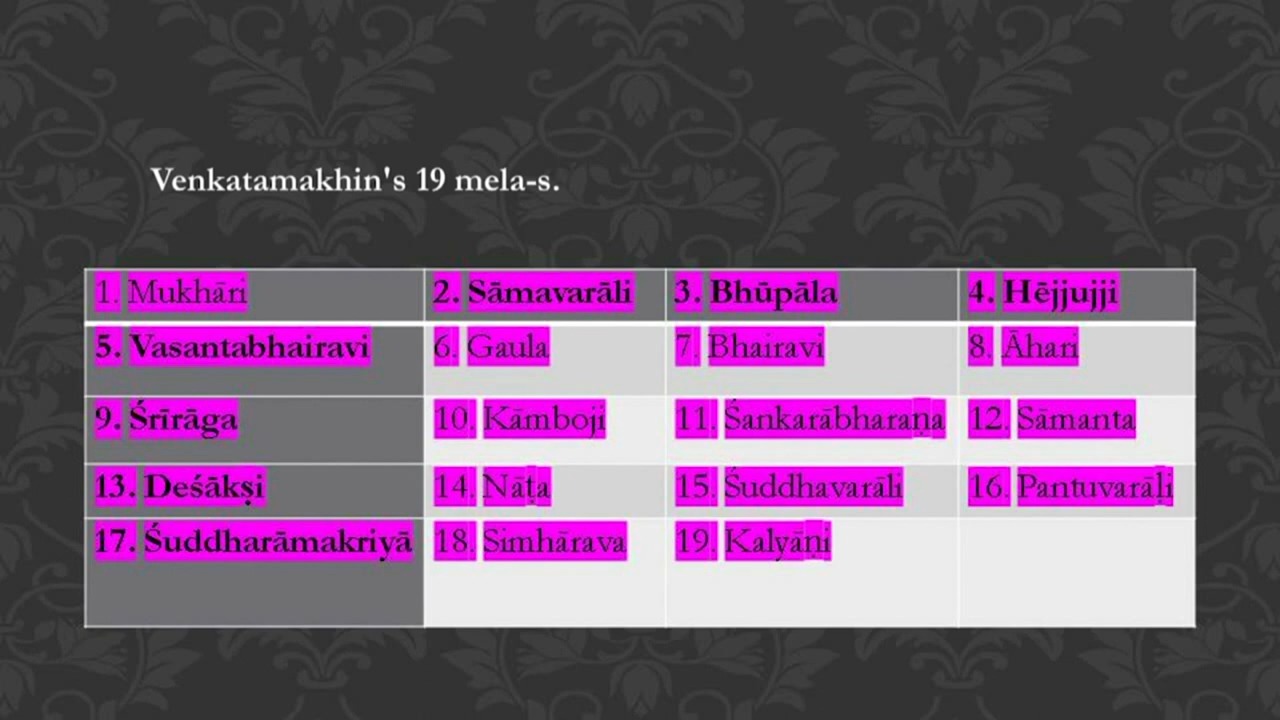 Venkatamakhin's 19 mela-s.
1. Mukhāri 2. Sāmavarāli 3. Bhūpāla 4. Hējjujji
5. Vasantabhairavi 6. Gaula 7. Bhairavi 8. Āhari
9. Śrīrāga 10. Kāmboji 11. Śankarābharaṇa 12. Sāmanta
13. Deśākṣi 14. Nāṭa 15. Śuddhavarāli 16. Pantuvarāḷi
17. Śuddharāmakriyā 18. Simhārava 19. Kalyāṇi